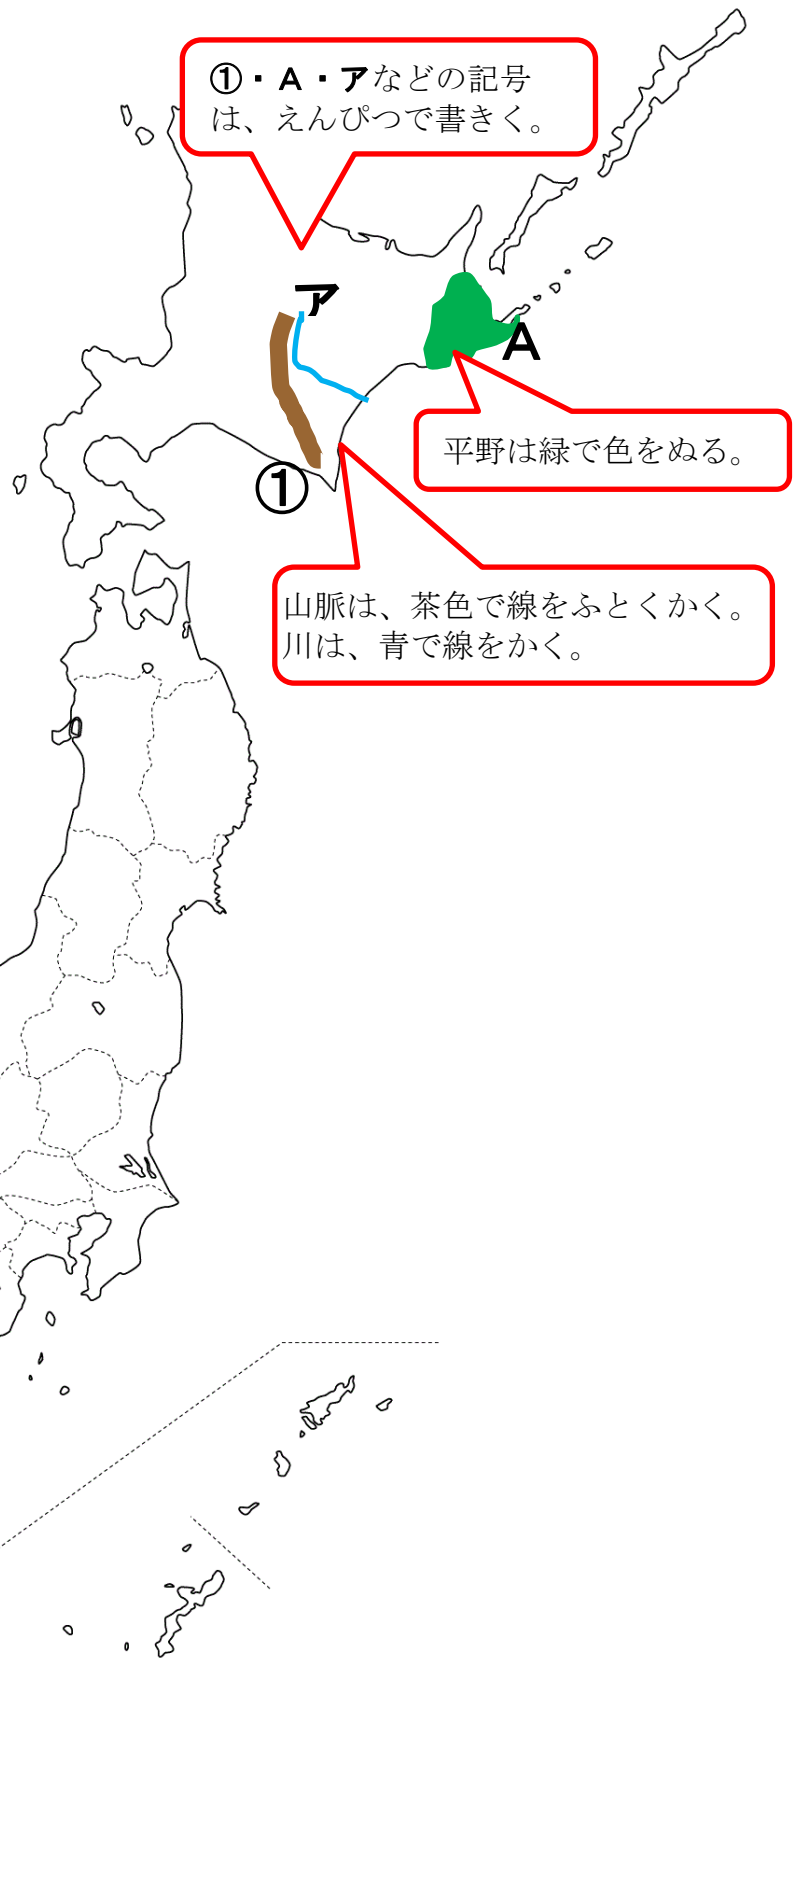 ①・A・アなどの記号
は、えんぴつで書きく。
ア
A
平野は緑で色をぬる。
①
山脈は、茶色で線をふとくかく。
川は、青で線をかく。